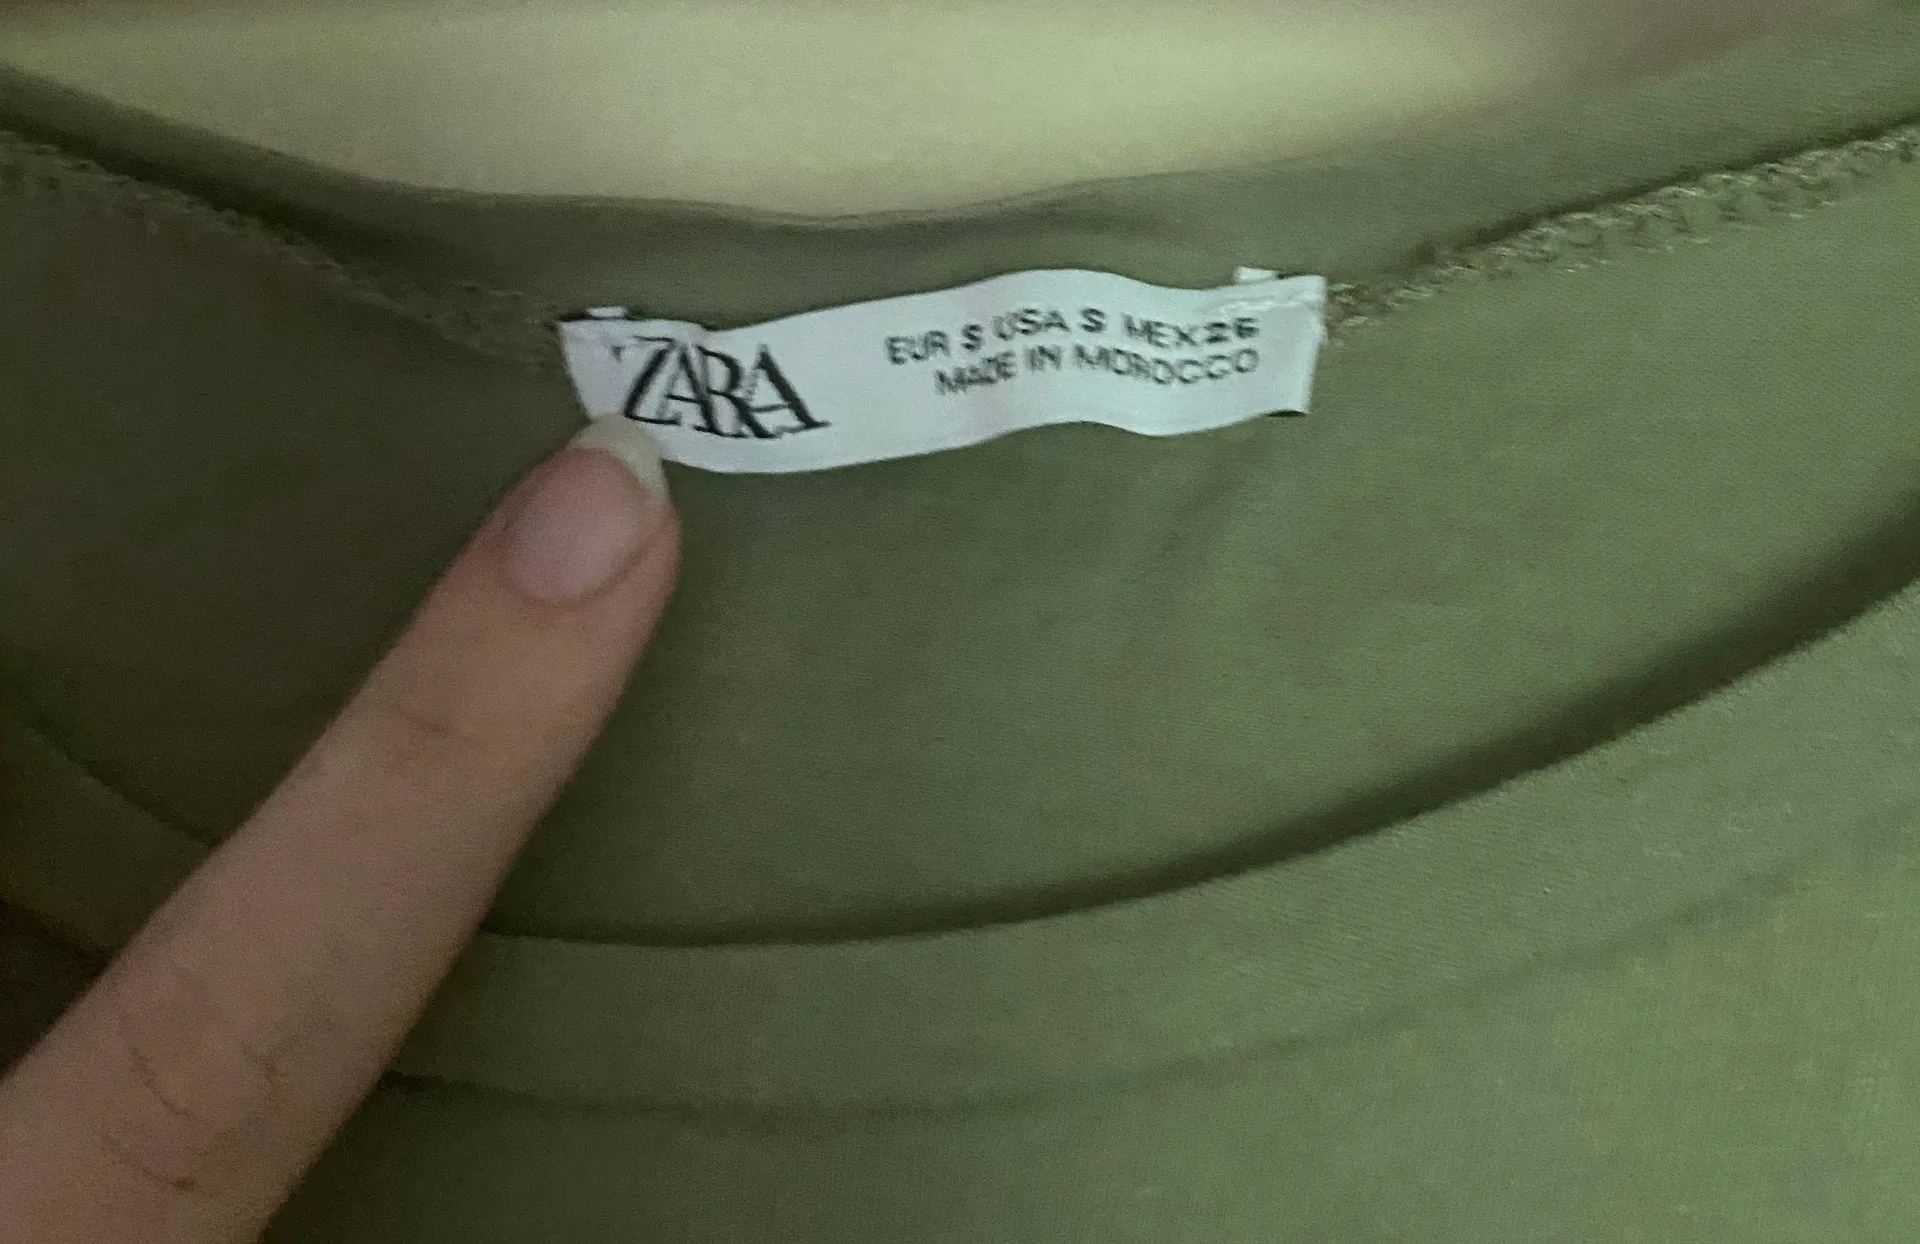 ZARA
EUR S USA S MEX 26
MADE IN MOROCCO